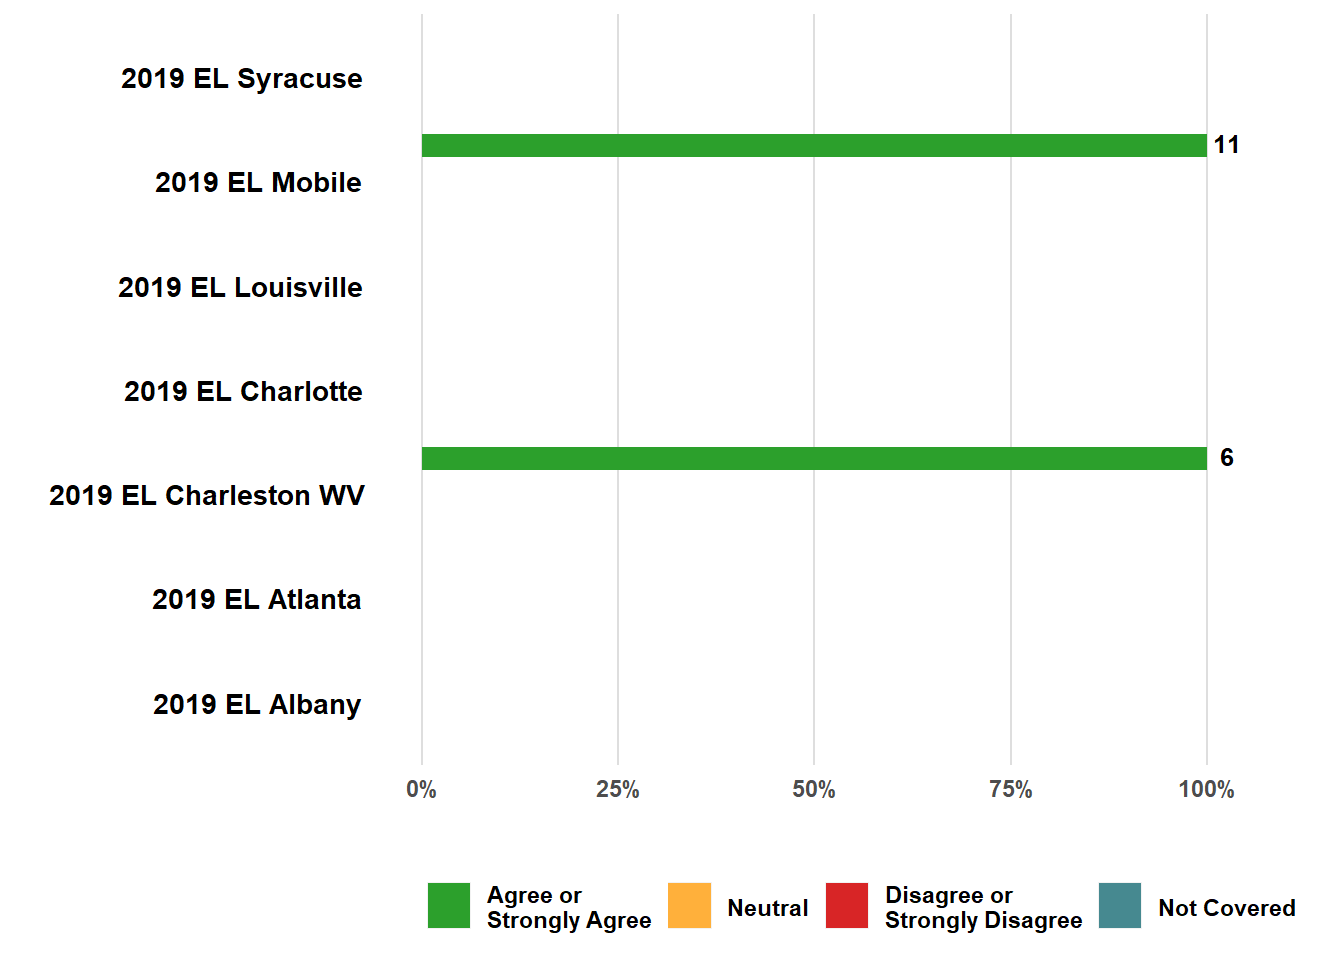 2019 EL Syracuse
11
2019 EL Mobile
2019 EL Louisville
2019 EL Charlotte
6
2019 EL Charleston WV
2019 EL Atlanta
2019 EL Albany
0% 25% 50% 75% 100%
Agree or
Strongly Agree
Neutral
Disagree or
Strongly Disagree
Not Covered